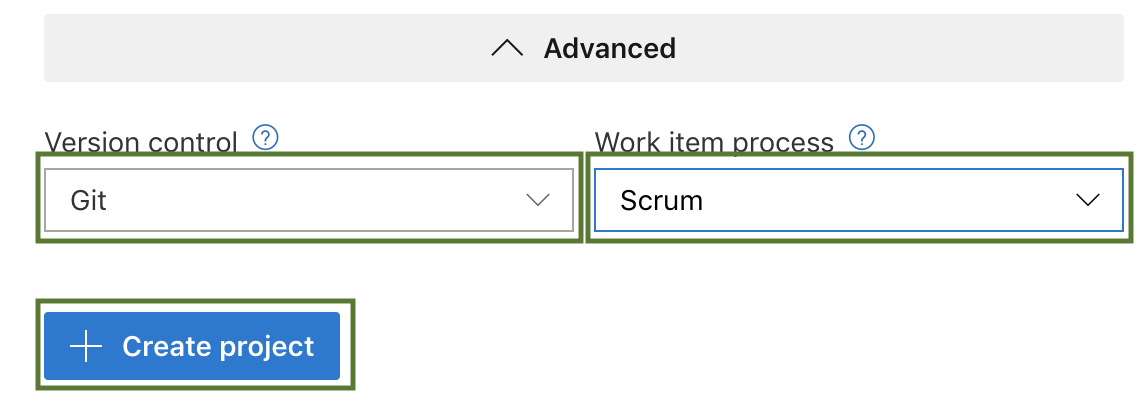 Advanced
Version control ?
Work item process ?
Git
Scrum
Create project